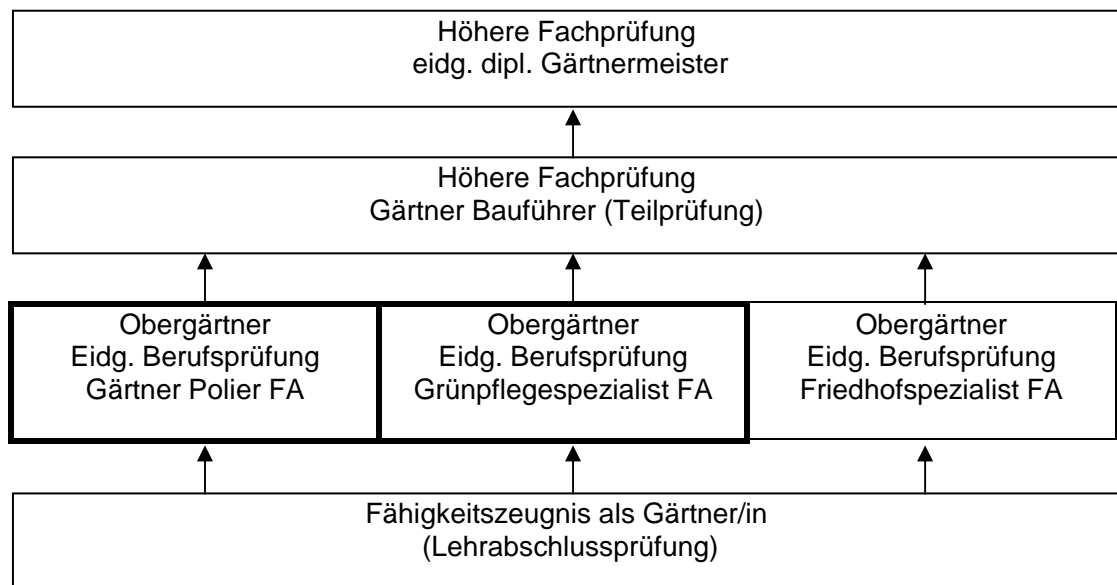 Höhere Fachprüfung
eidg. dipl. Gärtnermeister
Höhere Fachprüfung
Gärtner Bauführer (Teilprüfung)
Obergärtner
Eidg. Berufsprüfung
Gärtner Polier FA
Obergärtner
Eidg. Berufsprüfung
Grünpflegespezialist FA
Obergärtner
Eidg. Berufsprüfung
Friedhofspezialist FA
Fähigkeitszeugnis als Gärtner/in
(Lehrabschlussprüfung)